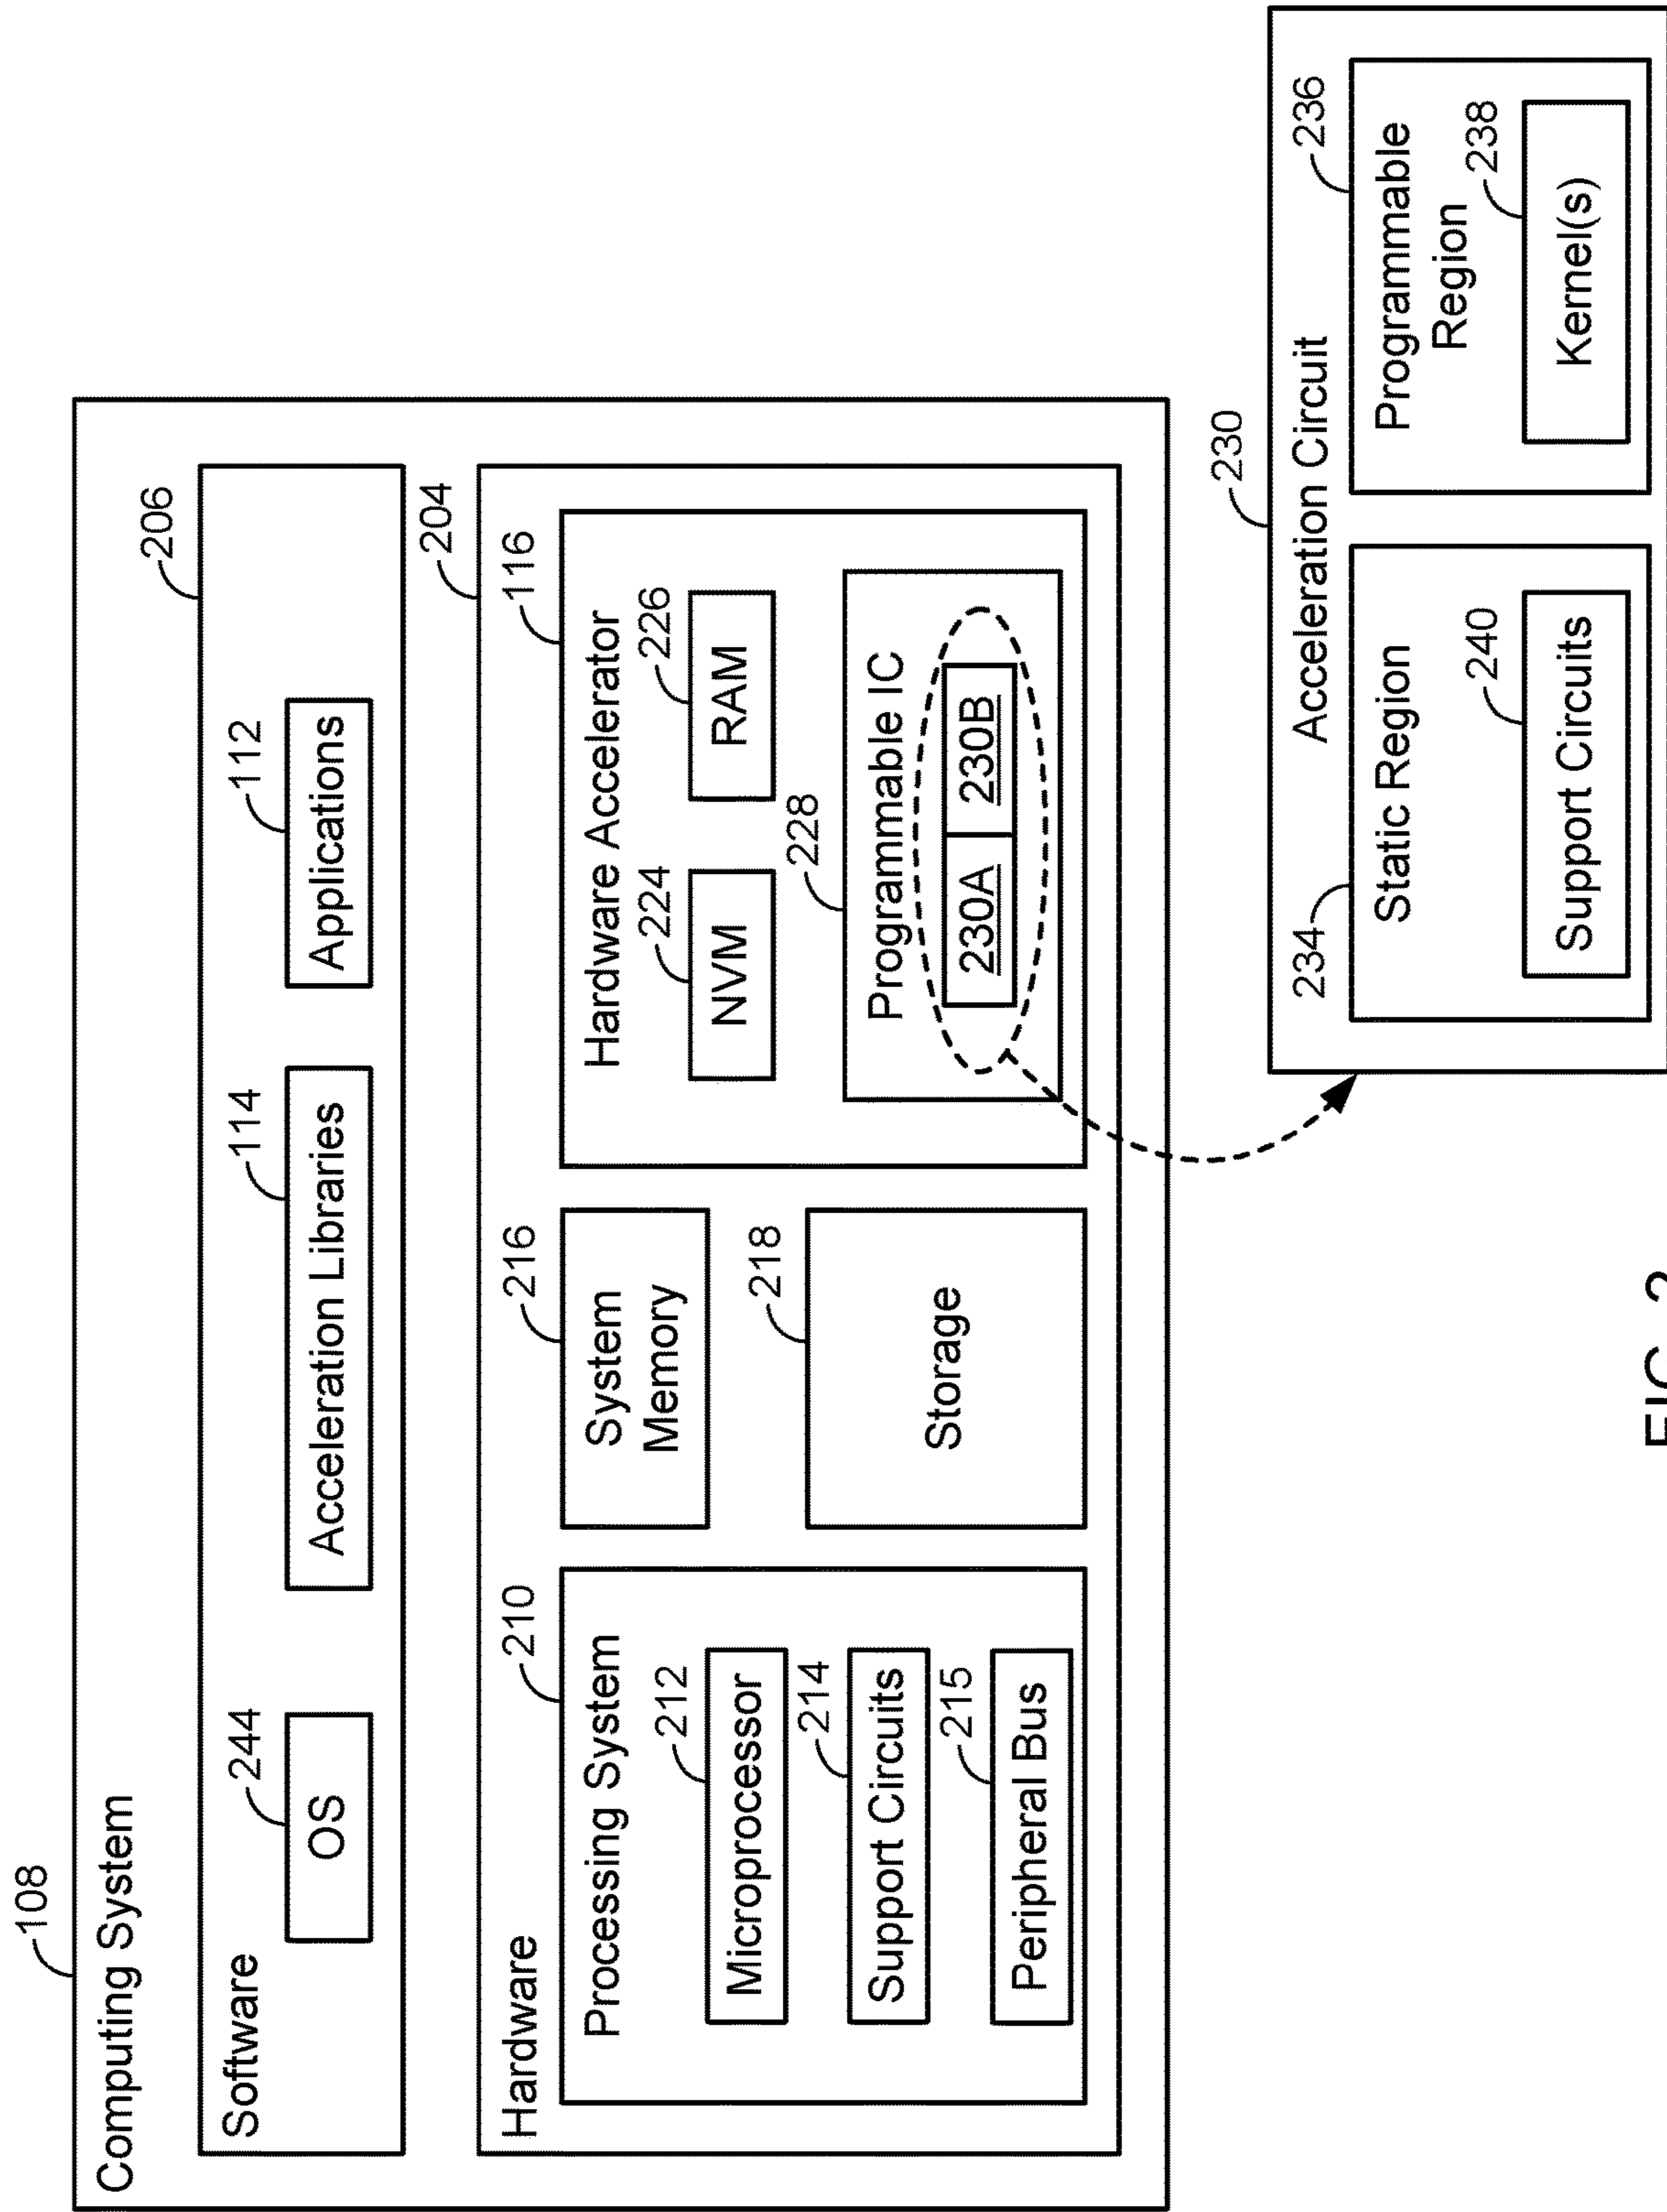 108
Computing System
206
Software
244
OS
114
Acceleration Libraries
112
Applications
204
Hardware
210
Processing System
212
Microprocessor
214
Support Circuits
215
Peripheral Bus
216
System
Memory
218
Storage
116
Hardware Accelerator
224
NVM
226
RAM
228
Programmable IC
230A
230B
230
Acceleration Circuit
234
Static Region
240
Support Circuits
236
Programmable
Region
238
Kernel(s)
FIG. 2